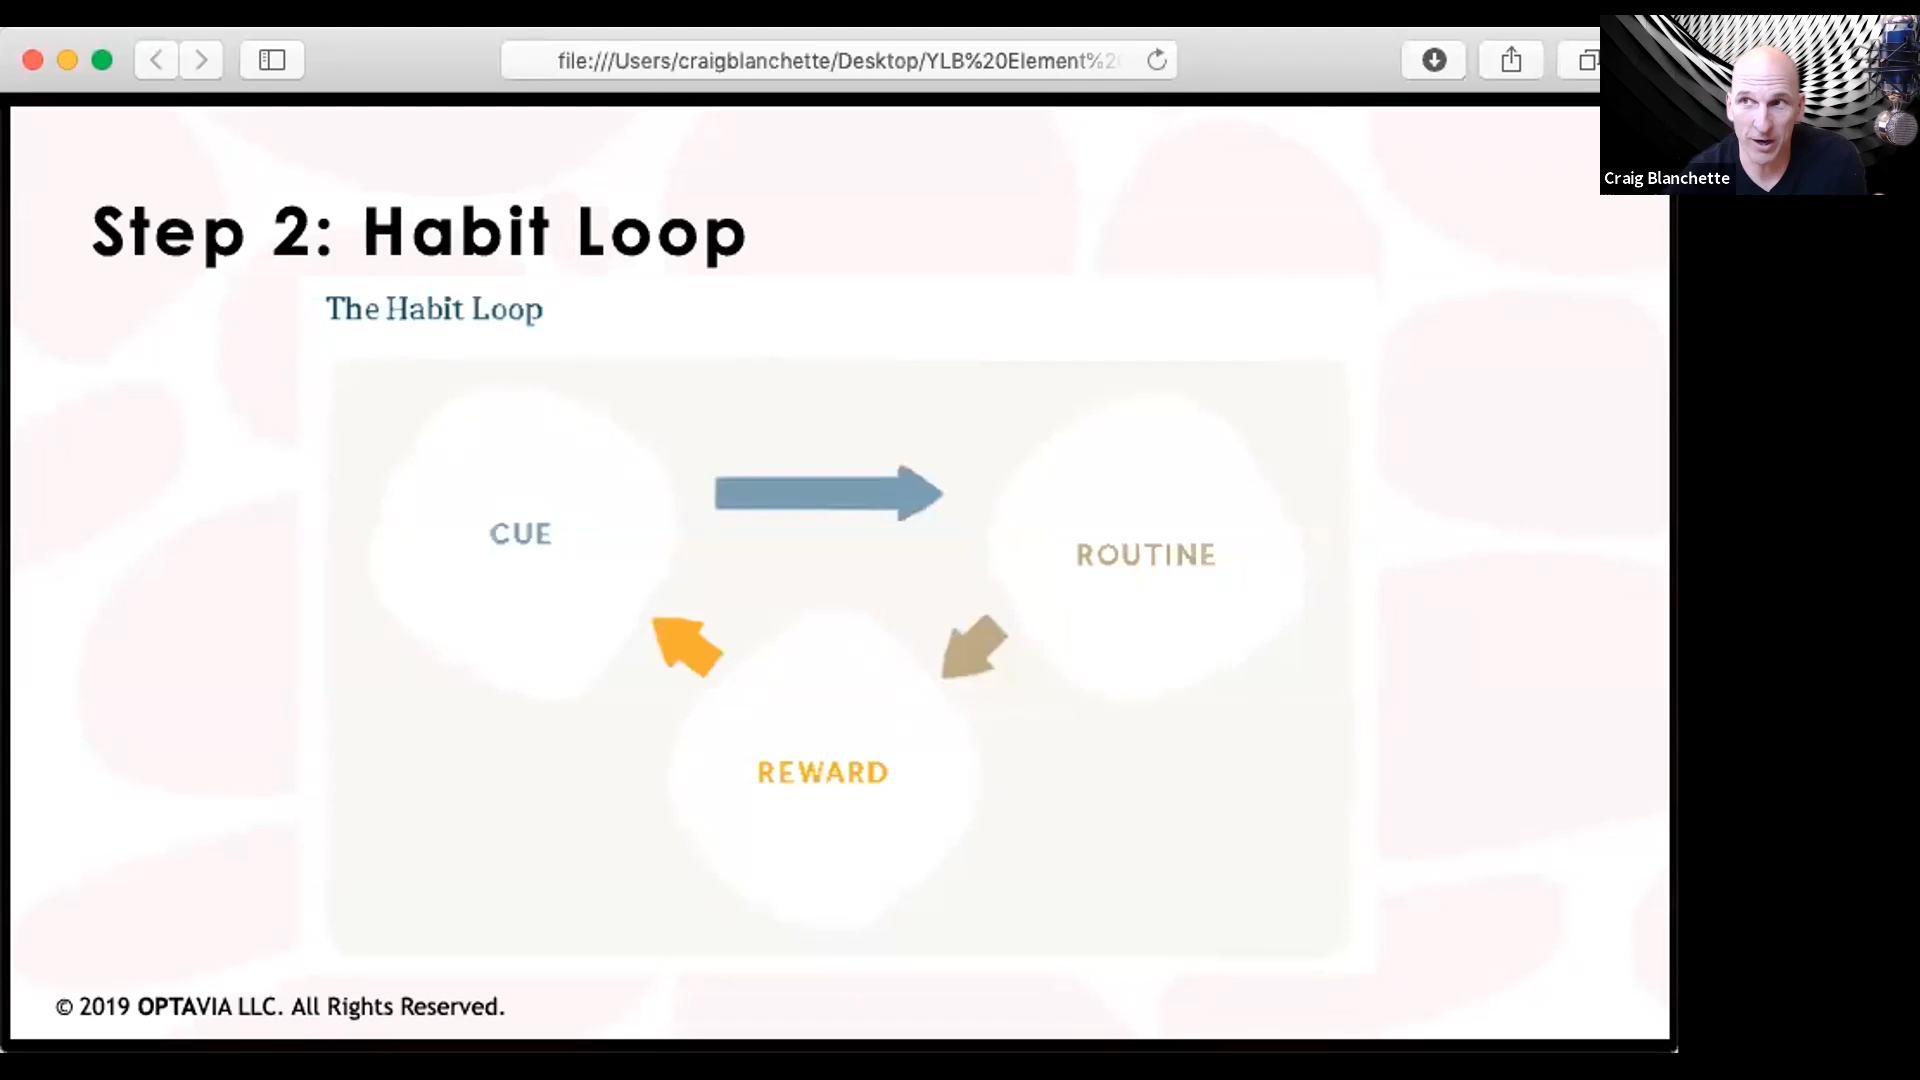 file:///Users/craigblanchette/Desktop/YLB%20Element%2
Craig Blanchette
Step 2: Habit Loop
The Habit Loop
CUE
ROUTINE
REWARD
© 2019 OPTAVIA LLC. All Rights Reserved.